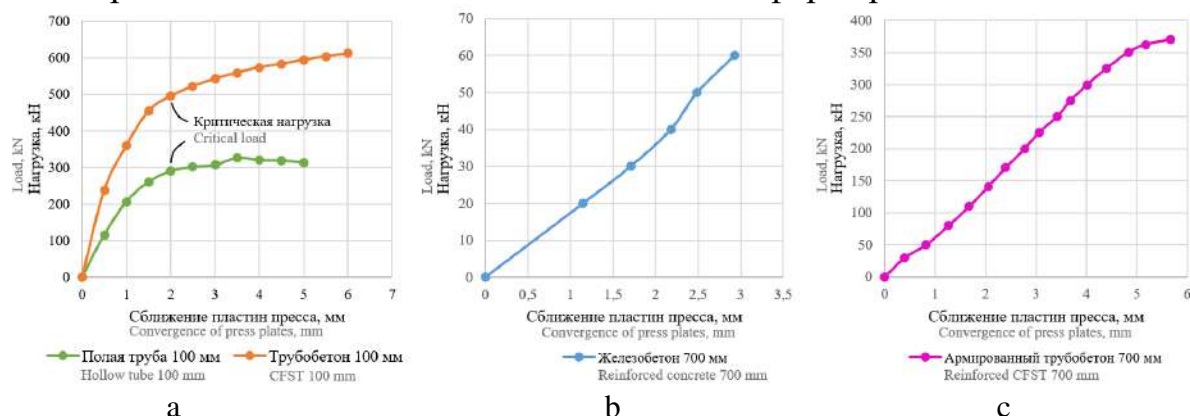 700
600
500
400
300
200
100
0
Load, kN
Нагрузка, кН
Критическая нагрузка
Critical load
0 1 2 3 4 5 6 7
Сближение пластин пресса, мм
Convergence of press plates, mm
Полая труба 100 мм
Hollow tube 100 mm
Трубобетон 100 мм
CFST 100 mm
a
70
60
50
40
30
20
10
0
Load, kN
Нагрузка, кН
0 0,5 1 1,5 2 2,5 3 3,5
Сближение пластин пресса, мм
Convergence of press plates, mm
Железобетон 700 мм
Reinforced concrete 700 mm
b
400
350
300
250
200
150
100
50
0
Load, kN
Нагрузка, кН
0 1 2 3 4 5 6
Сближение пластин пресса, мм
Convergence of press plates, mm
Армированный трубобетон 700 мм
Reinforced CFST 700 mm
c